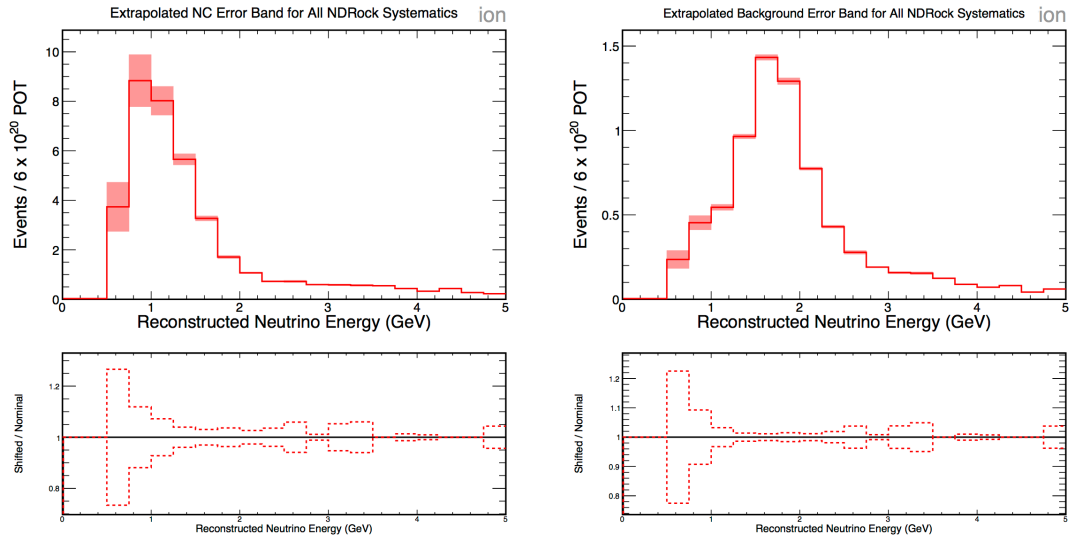 Extrapolated NC Error Band for All NDRock Systematics
ion
Events / 6 x 10²⁰ POT
10
8
6
4
2
0
0 1 2 3 4 5
Reconstructed Neutrino Energy (GeV)
Shifted / Nominal
1.2
1
0.8
0 1 2 3 4 5
Reconstructed Neutrino Energy (GeV)
Extrapolated Background Error Band for All NDRock Systematics
ion
Events / 6 x 10²⁰ POT
1.5
1
0.5
0
0 1 2 3 4 5
Reconstructed Neutrino Energy (GeV)
Shifted / Nominal
1.2
1.1
1
0.9
0.8
0 1 2 3 4 5
Reconstructed Neutrino Energy (GeV)